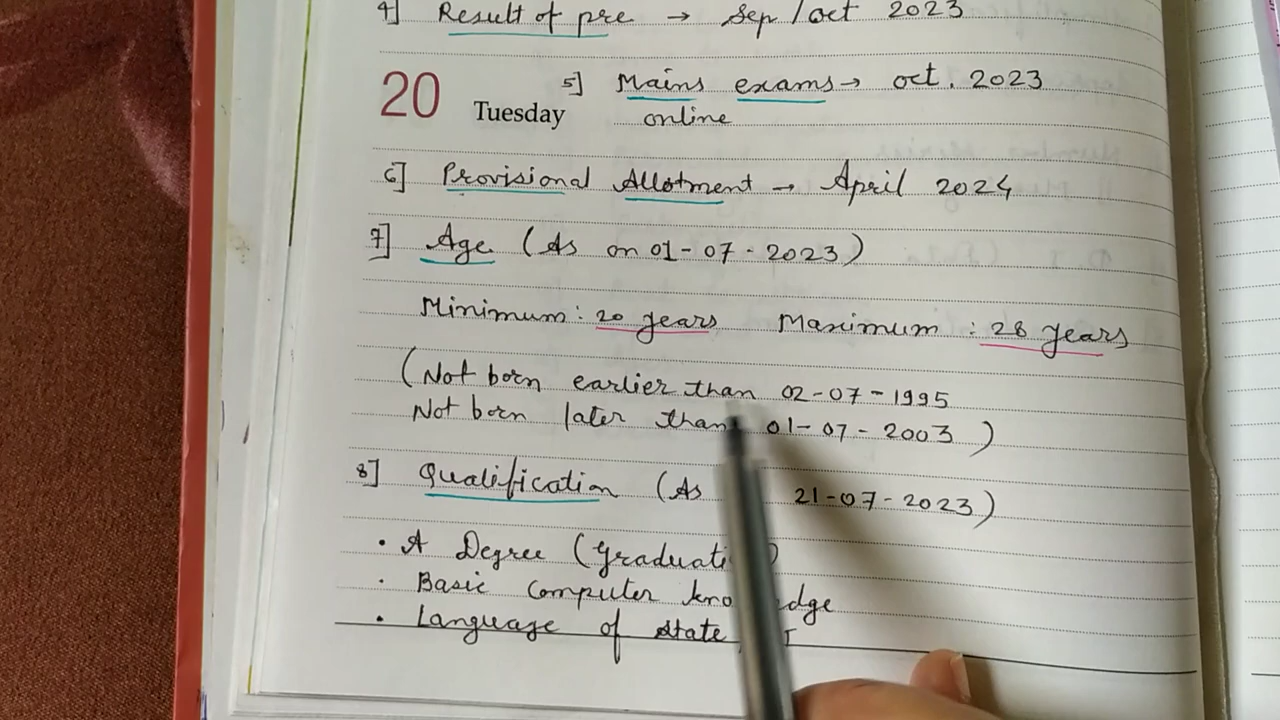 4] Result of pre → Sep/oct 2023
20 Tuesday
5] Mains exams → oct. 2023
online
6] Provisional Allotment → April 2024
7] Age (As on 01-07-2023)
Minimum: 20 years Maximum: 28 years
(Not born earlier than 02-07-1995
Not born later than 01-07-2003)
8] Qualification (As 21-07-2023)
• A Degree
• Basic Computer
• Language of state